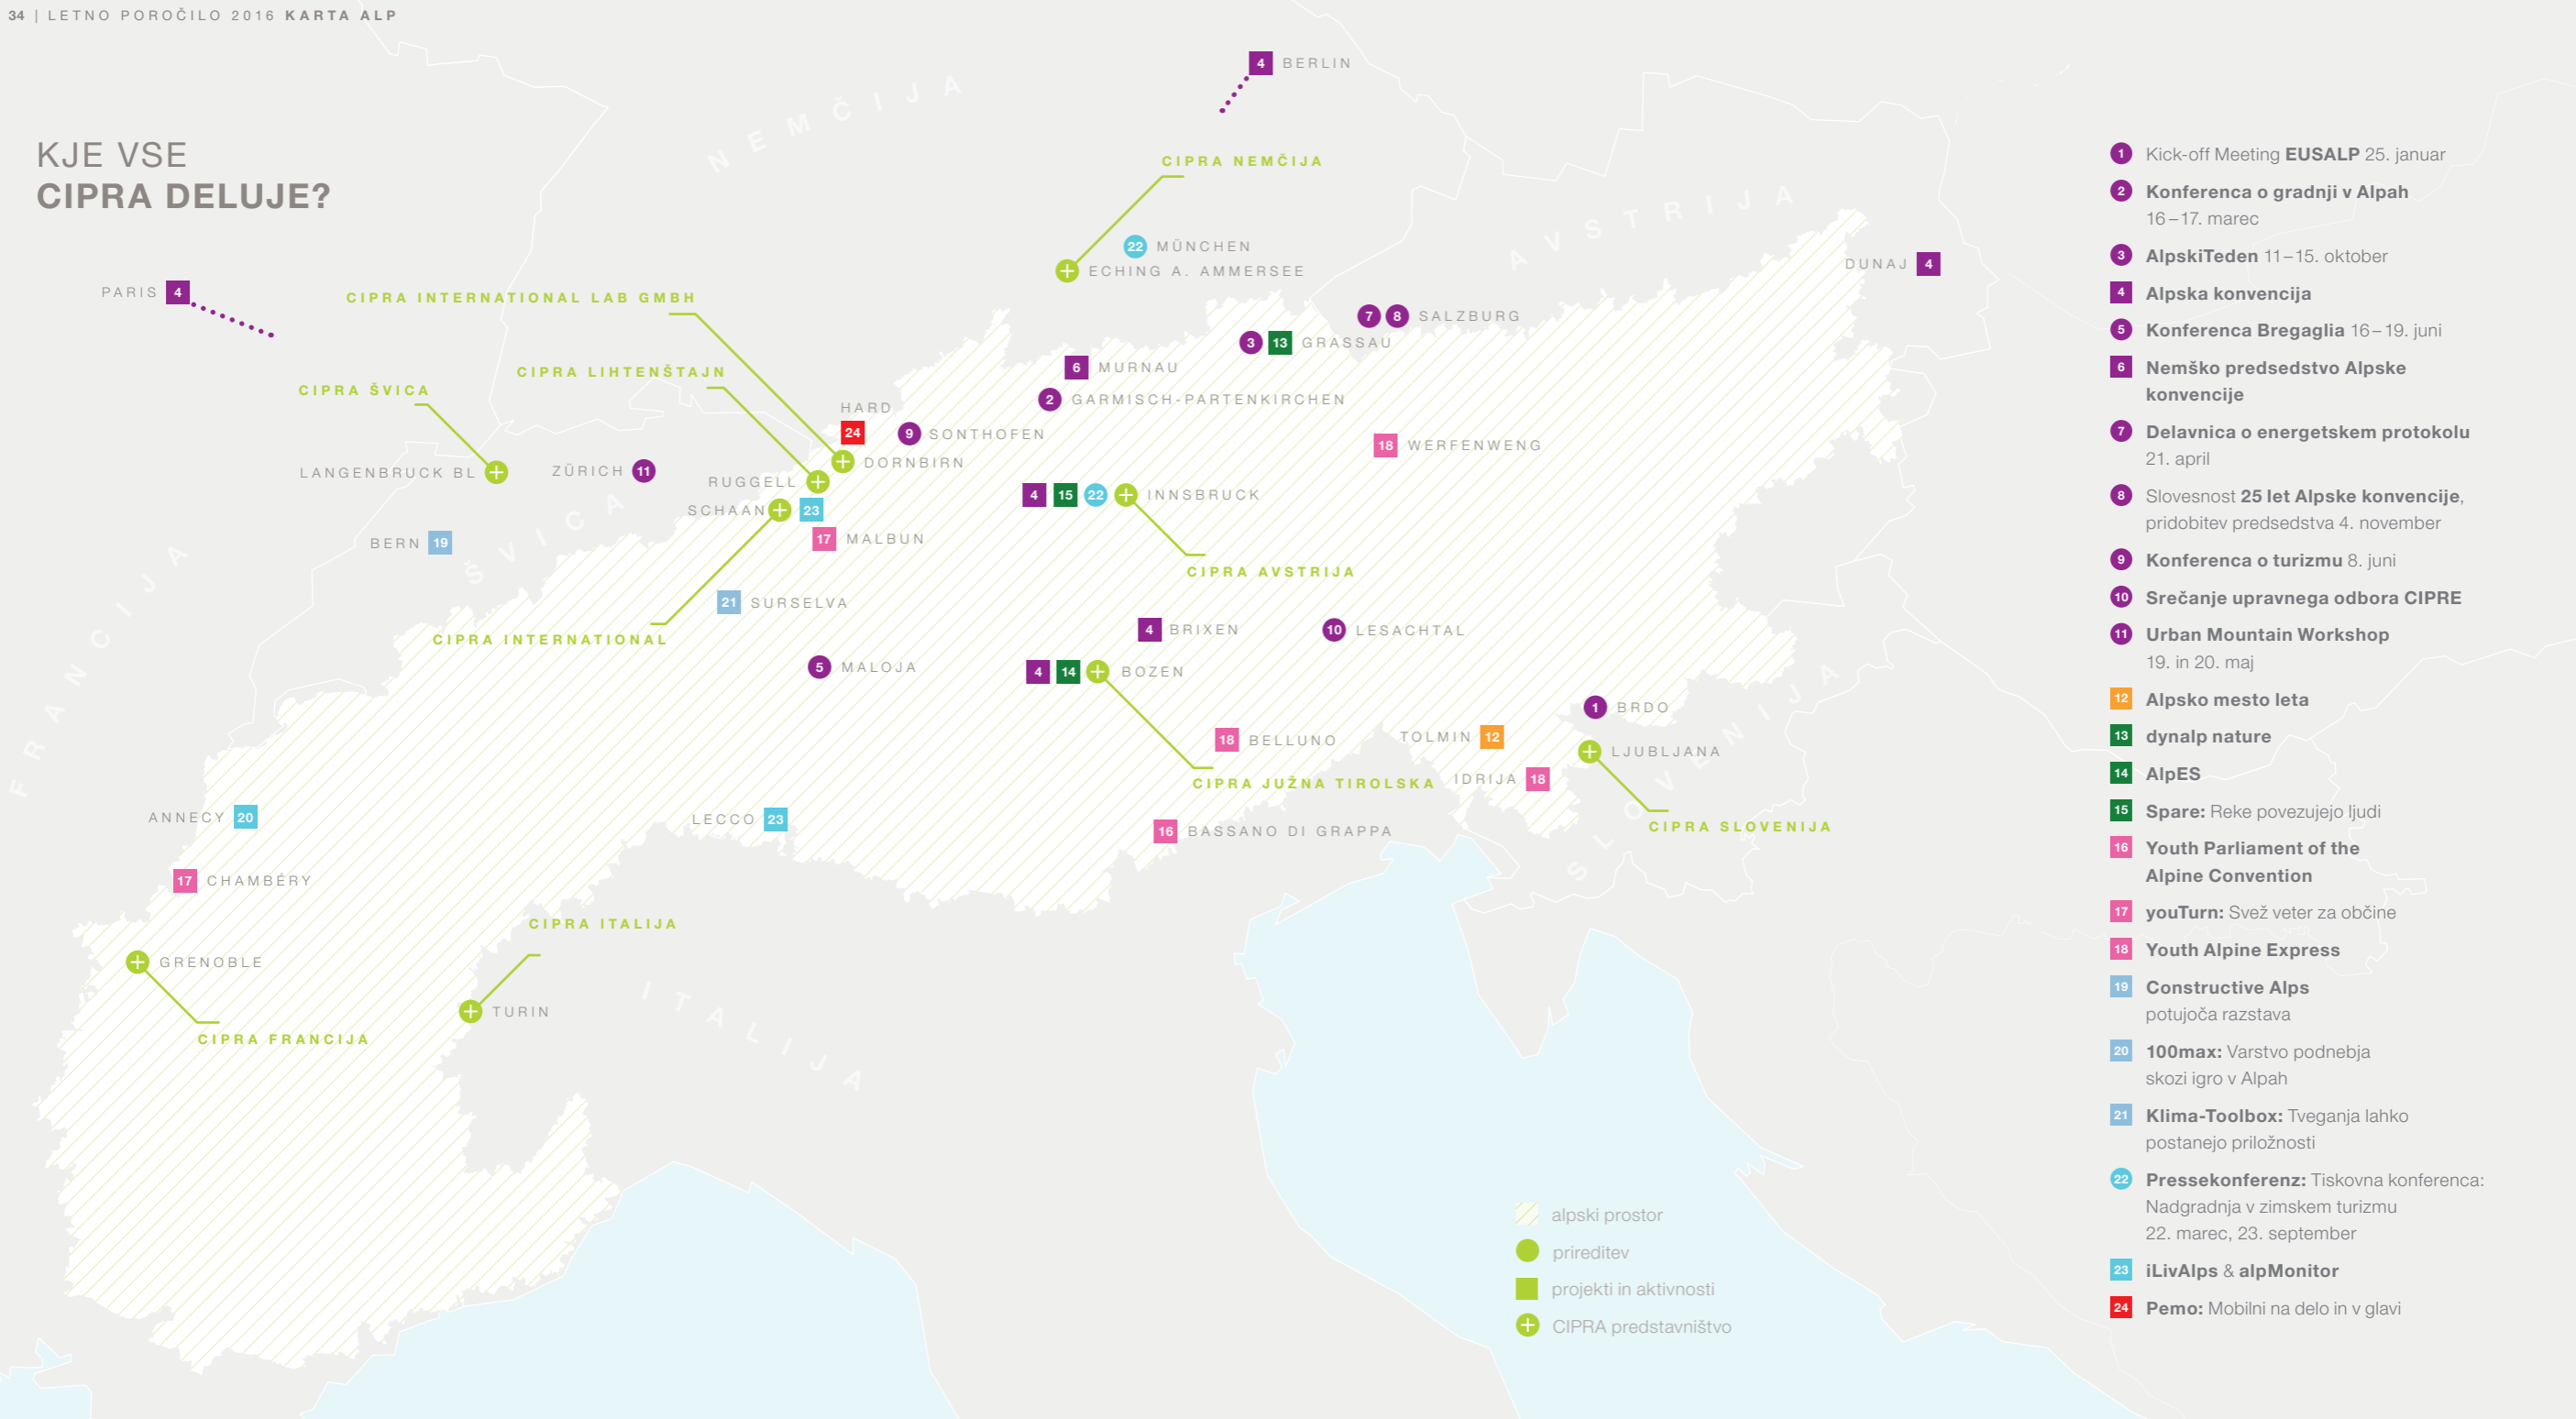 34 | LETNO POROČILO 2016 KARTA ALP
KJE VSE
CIPRA DELUJE?
NEMČIJA
AVSTRIJA
ŠVICA
FRANCIJA
ITALIJA
SLOVENIJA
4 BERLIN
CIPRA NEMČIJA
22 MÜNCHEN
ECHING A. AMMERSEE
DUNAJ 4
PARIS 4
CIPRA INTERNATIONAL LAB GMBH
7 8 SALZBURG
3 13 GRASSAU
6 MURNAU
CIPRA LIHTENŠTAJN
CIPRA ŠVICA
2 GARMISCH-PARTENKIRCHEN
HARD
24
9 SONTHOFEN
18 WERFENWENG
DORNBIRN
LANGENBRUCK BL
ZÜRICH 11
RUGGELL
4 15 22 INNSBRUCK
SCHAAN 23
17 MALBUN
BERN 19
CIPRA AVSTRIJA
21 SURSELVA
CIPRA INTERNATIONAL
4 BRIXEN
10 LESACHTAL
5 MALOJA
4 14 BOZEN
1 BRDO
18 BELLUNO
TOLMIN 12
LJUBLJANA
CIPRA JUŽNA TIROLSKA
IDRIJA 18
ANNECY 20
LECCO 23
16 BASSANO DI GRAPPA
CIPRA SLOVENIJA
17 CHAMBÉRY
CIPRA ITALIJA
GRENOBLE
TURIN
CIPRA FRANCIJA
alpski prostor
prireditev
projekti in aktivnosti
CIPRA predstavništvo
1 Kick-off Meeting EUSALP 25. januar
2 Konferenca o gradnji v Alpah
16–17. marec
3 AlpskiTeden 11–15. oktober
4 Alpska konvencija
5 Konferenca Bregaglia 16–19. juni
6 Nemško predsedstvo Alpske
konvencije
7 Delavnica o energetskem protokolu
21. april
8 Slovesnost 25 let Alpske konvencije,
pridobitev predsedstva 4. november
9 Konferenca o turizmu 8. juni
10 Srečanje upravnega odbora CIPRE
11 Urban Mountain Workshop
19. in 20. maj
12 Alpsko mesto leta
13 dynalp nature
14 AlpES
15 Spare: Reke povezujejo ljudi
16 Youth Parliament of the
Alpine Convention
17 youTurn: Svež veter za občine
18 Youth Alpine Express
19 Constructive Alps
potujoča razstava
20 100max: Varstvo podnebja
skozi igro v Alpah
21 Klima-Toolbox: Tveganja lahko
postanejo priložnosti
22 Pressekonferenz: Tiskovna konferenca:
Nadgradnja v zimskem turizmu
22. marec, 23. september
23 iLivAlps & alpMonitor
24 Pemo: Mobilni na delo in v glavi